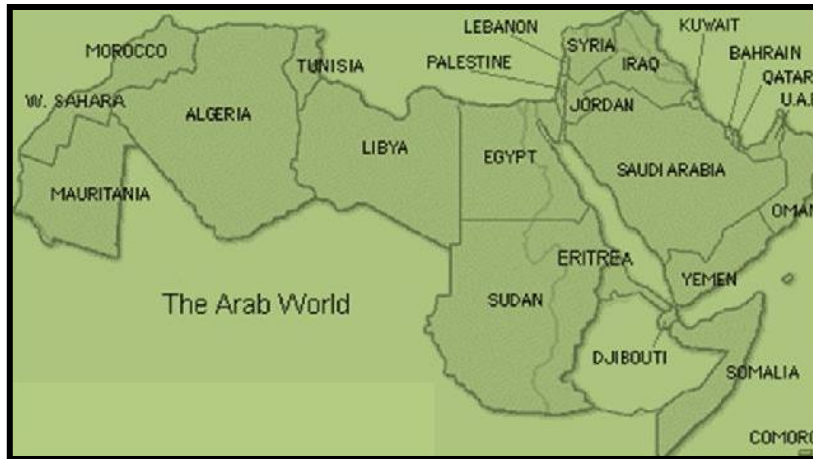 LEBANON
KUWAIT
MOROCCO
SYRIA
BAHRAIN
TUNISIA
PALESTINE
IRAQ
QATAR
W. SAHARA
JORDAN
U.A.E
ALGERIA
LIBYA
EGYPT
SAUDI ARABIA
MAURITANIA
OMAN
ERITREA
YEMEN
The Arab World
SUDAN
DJIBOUTI
SOMALIA
COMORO